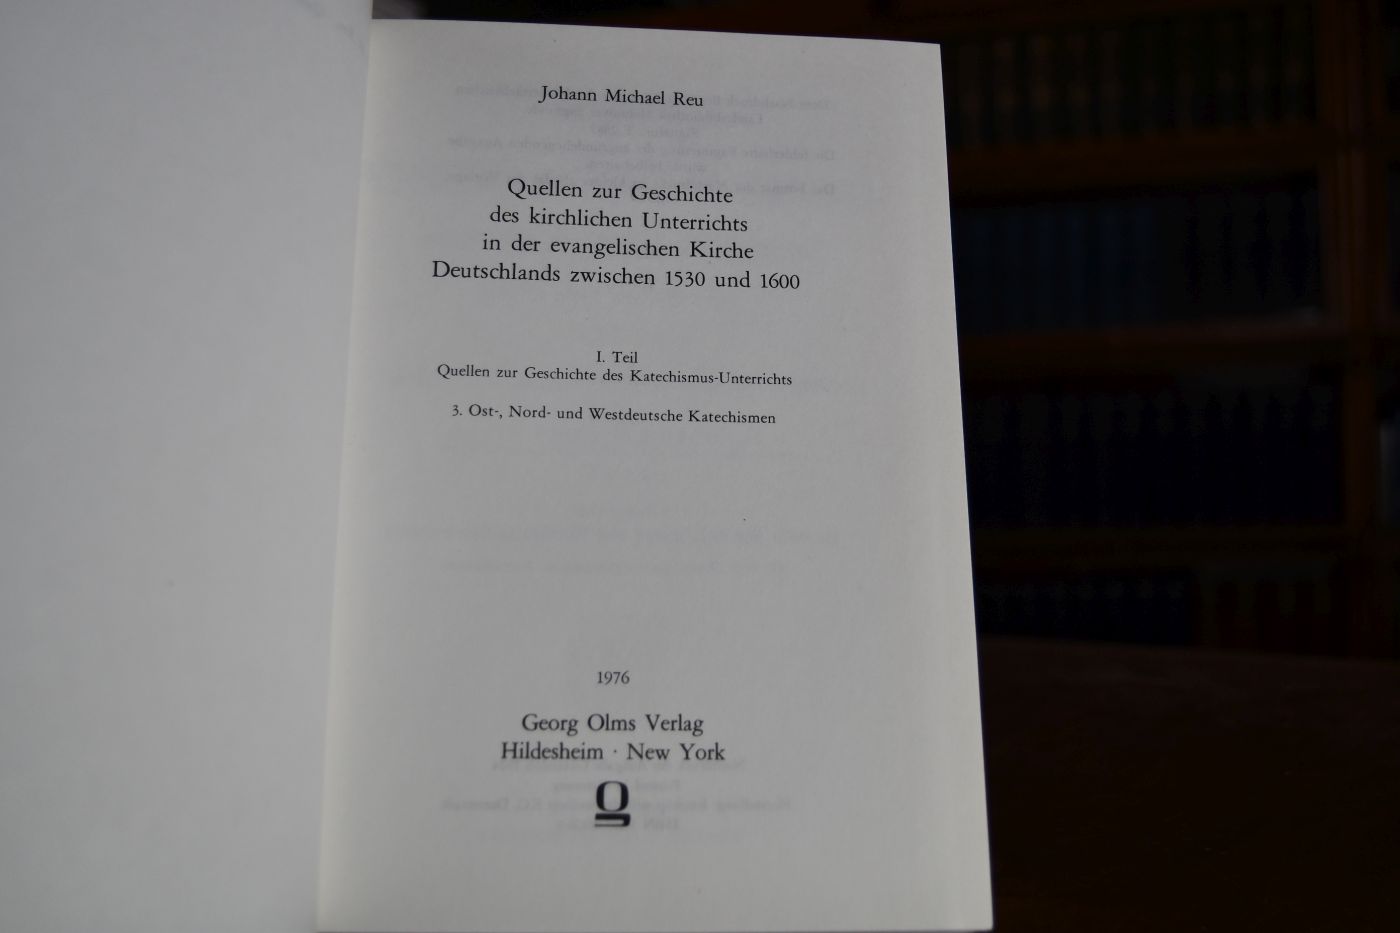 Johann Michael Reu
Quellen zur Geschichte
des kirchlichen Unterrichts
in der evangelischen Kirche
Deutschlands zwischen 1530 und 1600
I. Teil
Quellen zur Geschichte des Katechismus-Unterrichts
3. Ost-, Nord- und Westdeutsche Katechismen
1976
Georg Olms Verlag
Hildesheim · New York